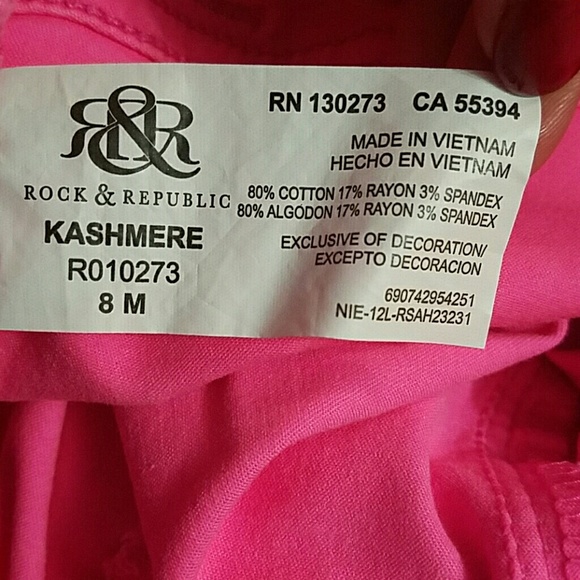 R&R
ROCK & REPUBLIC
KASHMERE
R010273
8 M
RN 130273 CA 55394
MADE IN VIETNAM
HECHO EN VIETNAM
80% COTTON 17% RAYON 3% SPANDEX
80% ALGODON 17% RAYON 3% SPANDEX
EXCLUSIVE OF DECORATION/
EXCEPTO DECORACION
690742954251
NIE-12L-RSAH23231